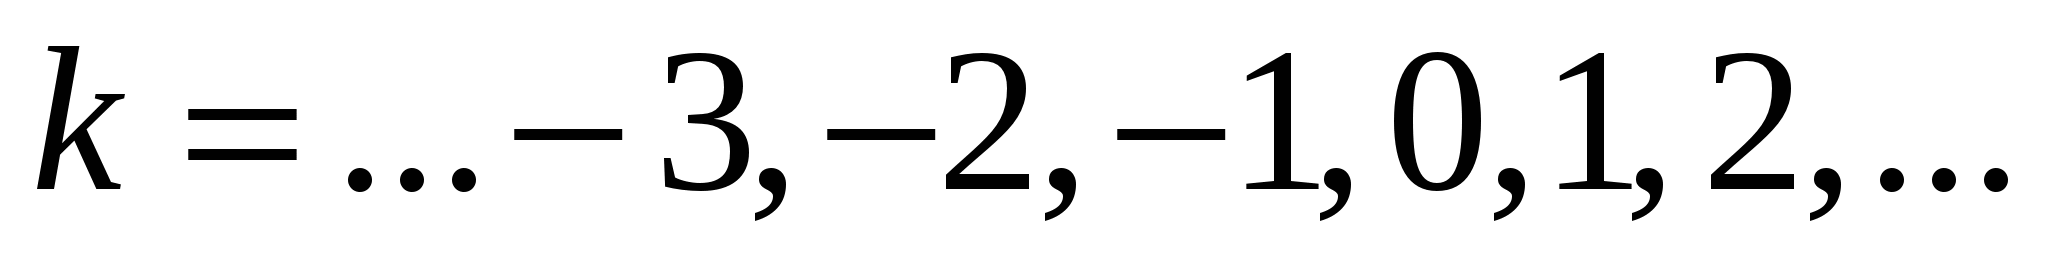 k = ... − 3, −2, −1, 0, 1, 2, ...